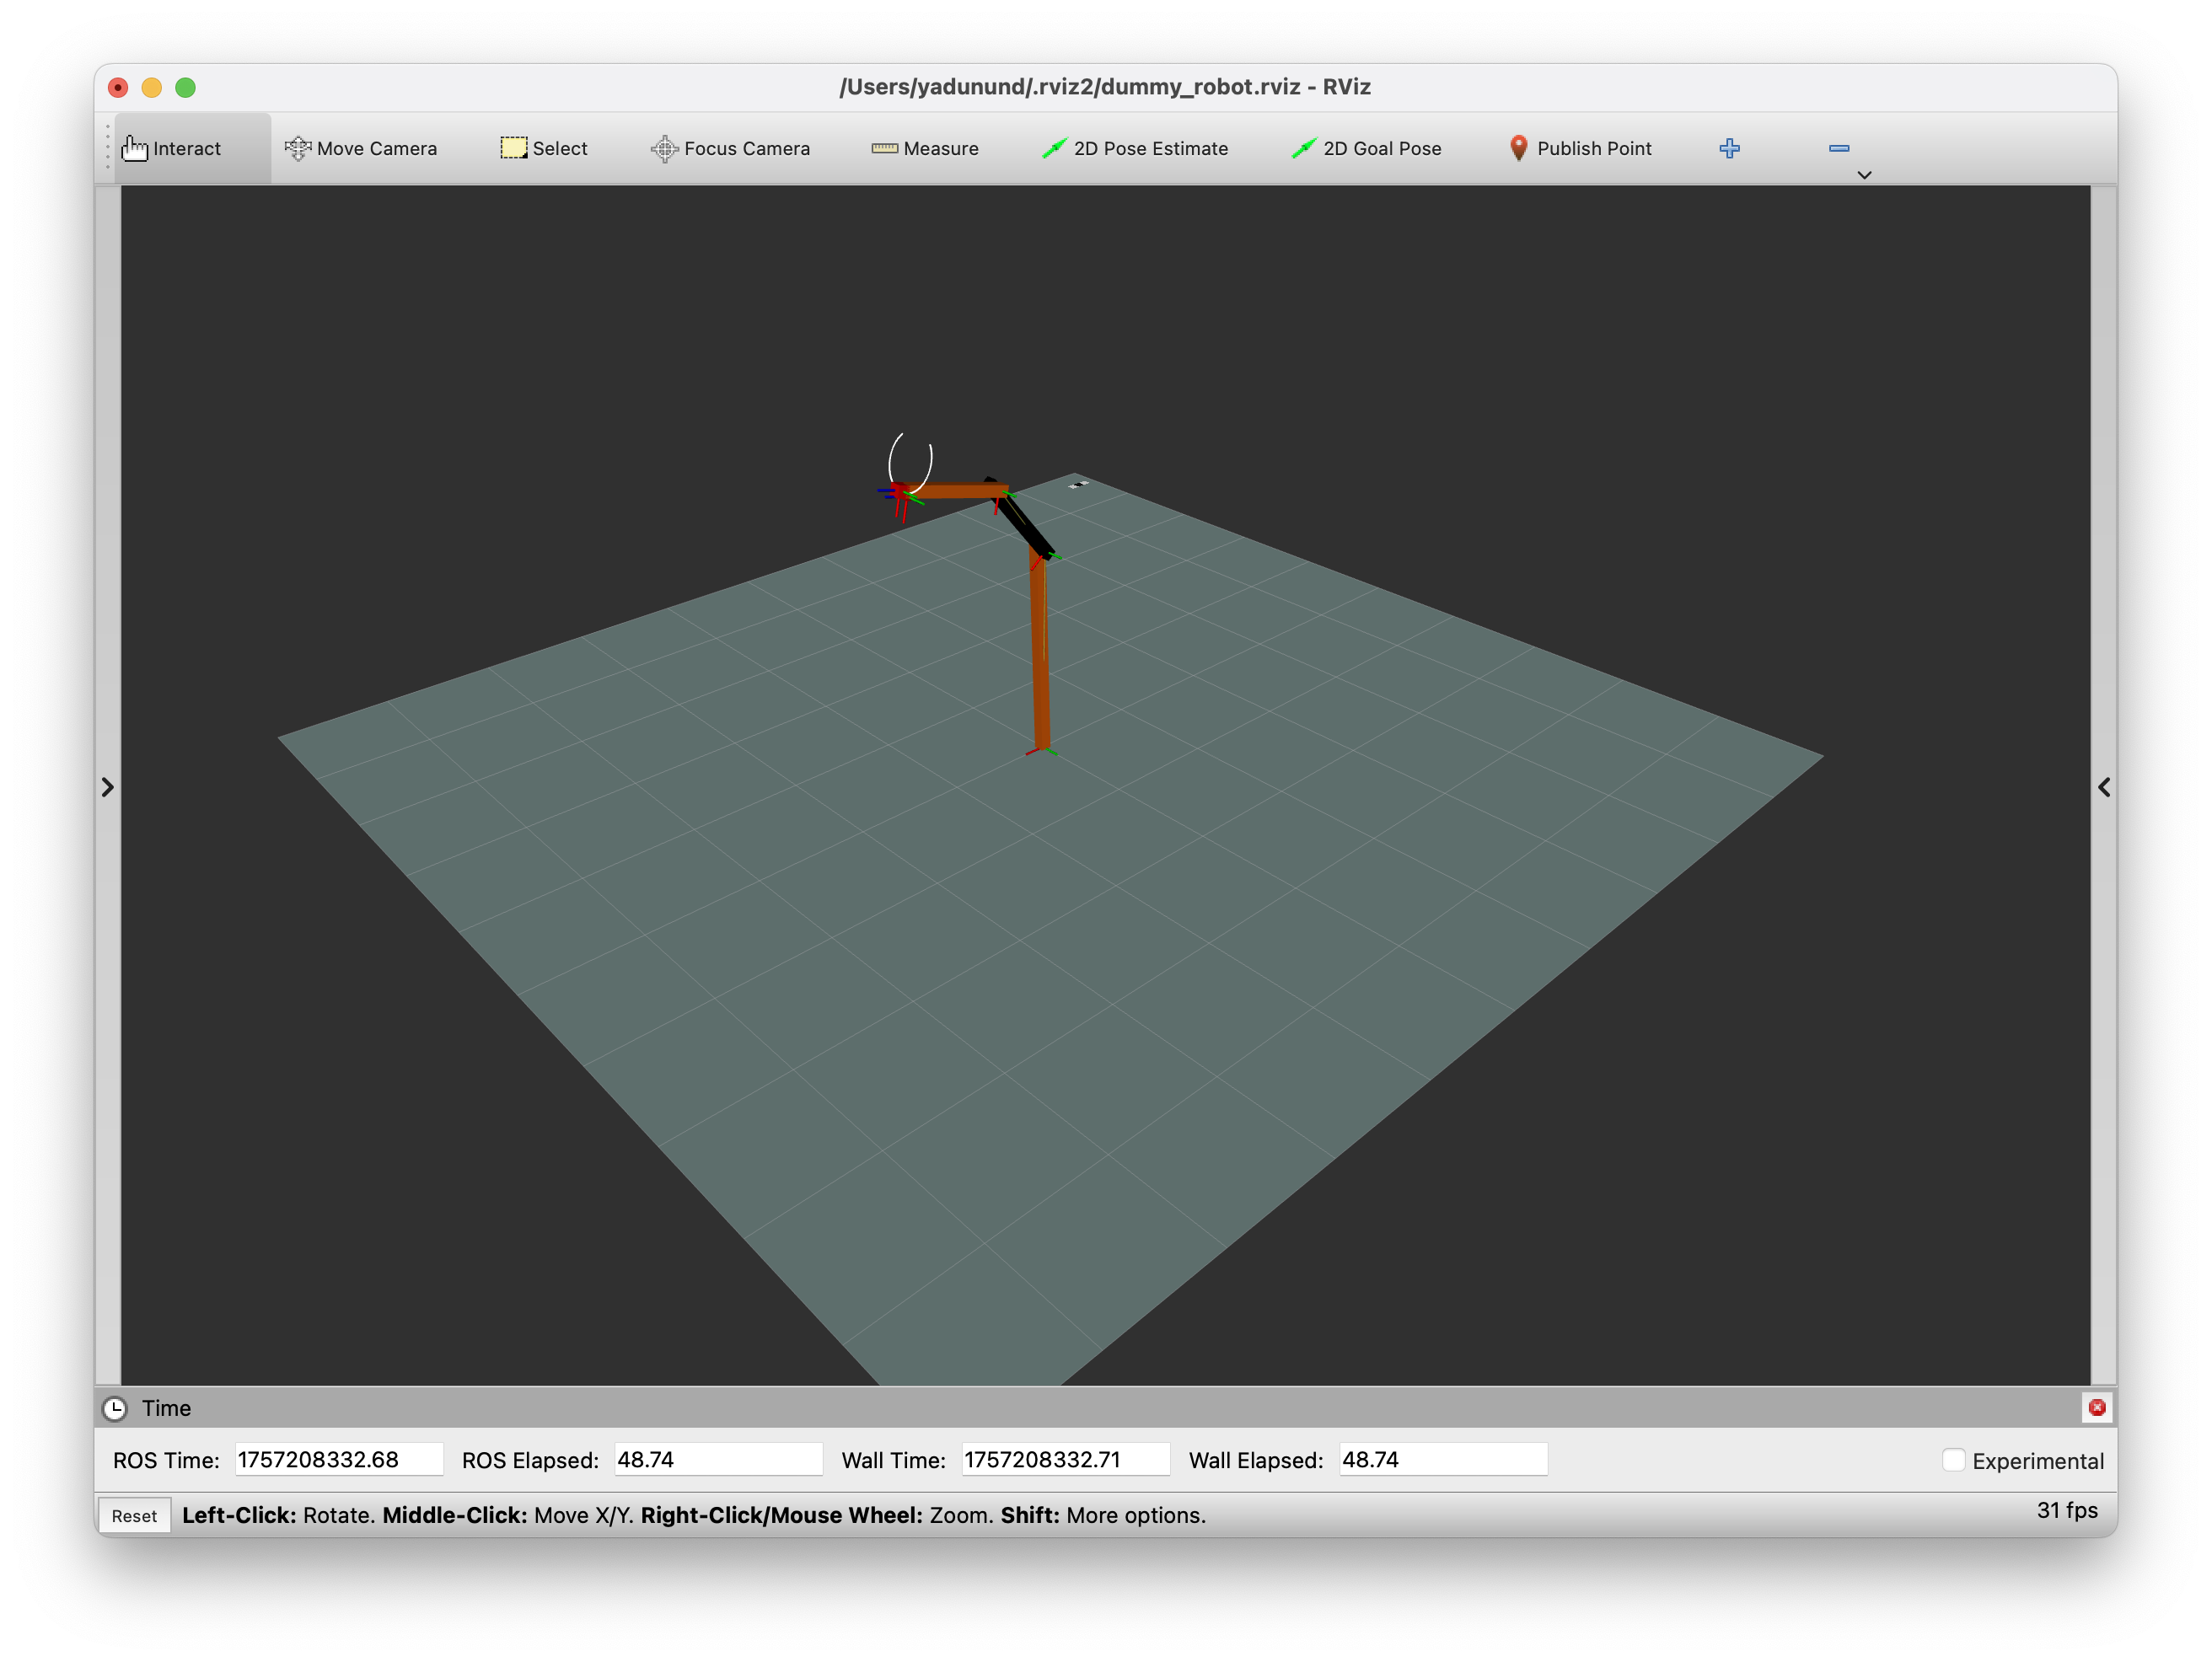 /Users/yadunund/.rviz2/dummy_robot.rviz - RViz
Interact Move Camera Select Focus Camera Measure 2D Pose Estimate 2D Goal Pose Publish Point
Time
ROS Time: 1757208332.68 ROS Elapsed: 48.74 Wall Time: 1757208332.71 Wall Elapsed: 48.74 Experimental
Reset Left-Click: Rotate. Middle-Click: Move X/Y. Right-Click/Mouse Wheel: Zoom. Shift: More options. 31 fps